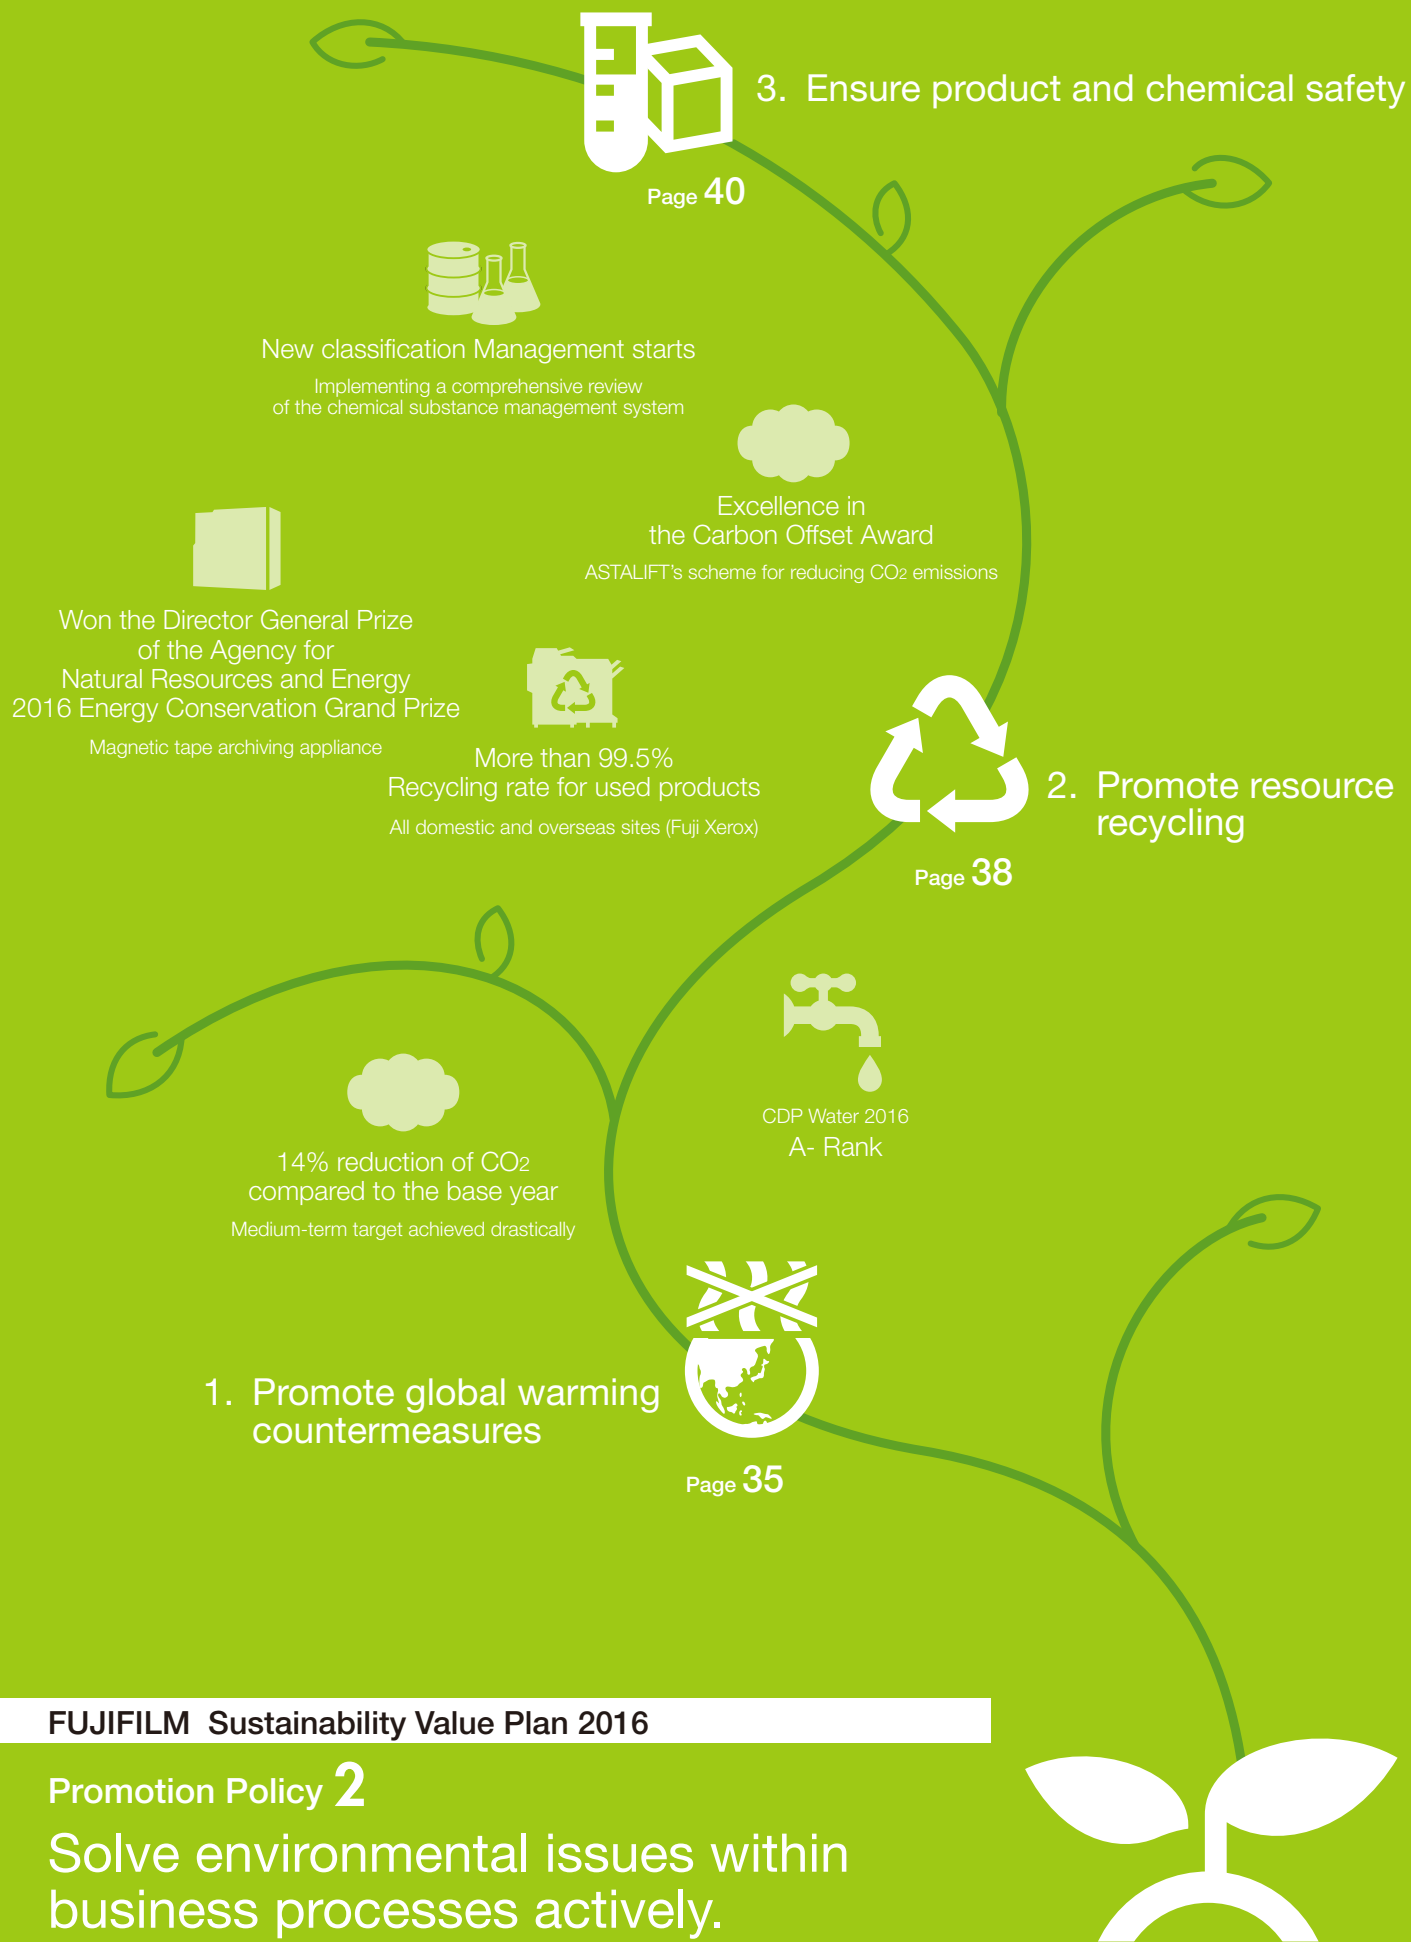 3. Ensure product and chemical safety
Page 40
New classification Management starts
Implementing a comprehensive review
of the chemical substance management system
Excellence in
the Carbon Offset Award
ASTALIFT's scheme for reducing CO2 emissions
Won the Director General Prize
of the Agency for
Natural Resources and Energy
2016 Energy Conservation Grand Prize
Magnetic tape archiving appliance
More than 99.5%
Recycling rate for used products
All domestic and overseas sites (Fuji Xerox)
2. Promote resource
recycling
Page 38
CDP Water 2016
A- Rank
14% reduction of CO2
compared to the base year
Medium-term target achieved drastically
1. Promote global warming
countermeasures
Page 35
FUJIFILM Sustainability Value Plan 2016
Promotion Policy 2
Solve environmental issues within
business processes actively.